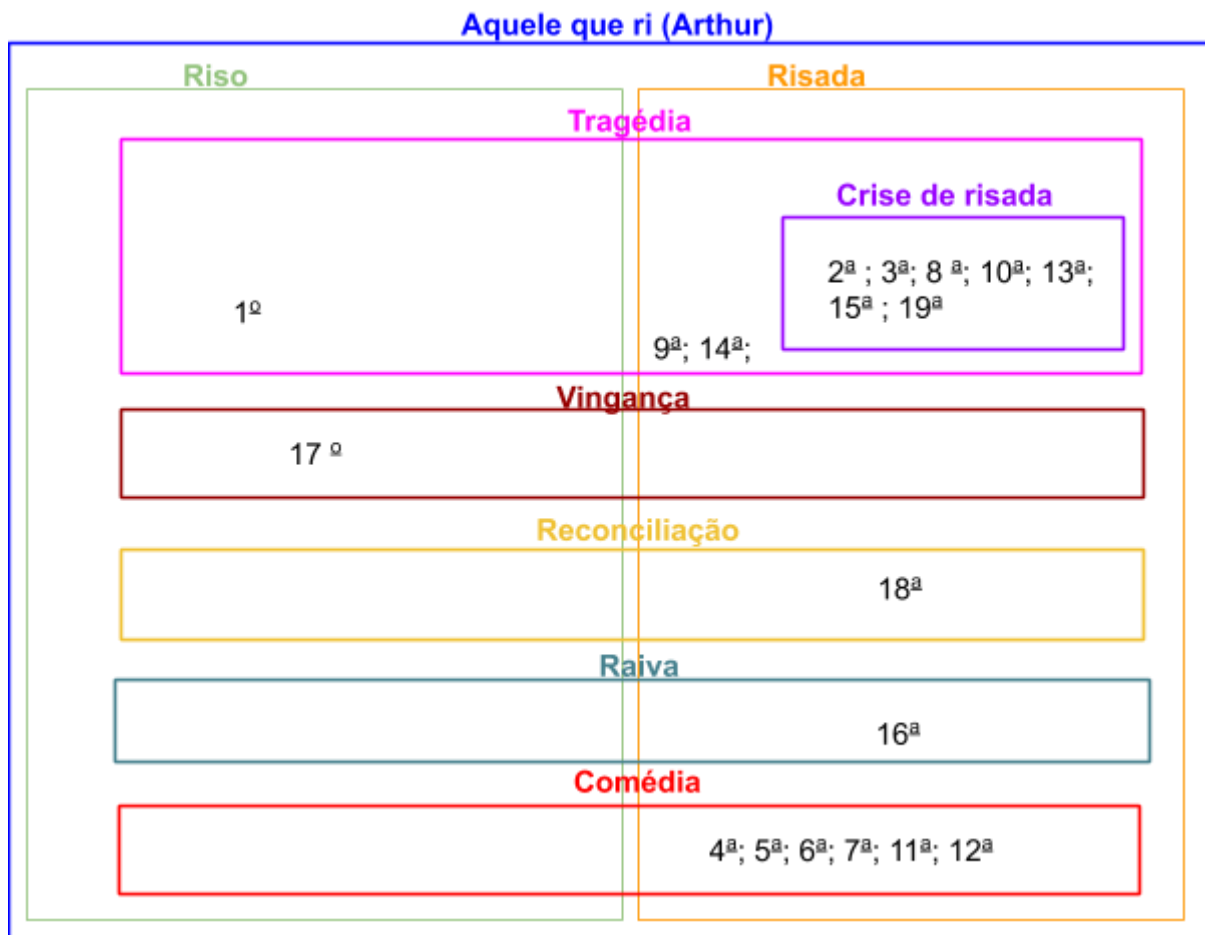 Aquele que ri (Arthur)
Riso
Risada
Tragédia
Crise de risada
2ª ; 3ª; 8 ª; 10ª; 13ª;
15ª ; 19ª
1º
9ª; 14ª;
Vingança
17 º
Reconciliação
18ª
Raiva
16ª
Comédia
4ª; 5ª; 6ª; 7ª; 11ª; 12ª